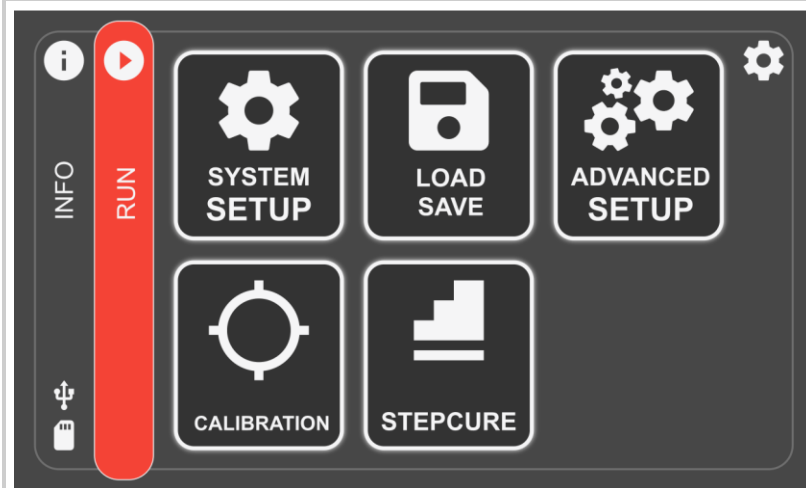 INFO
RUN
SYSTEM
SETUP
LOAD
SAVE
ADVANCED
SETUP
CALIBRATION
STEPCURE